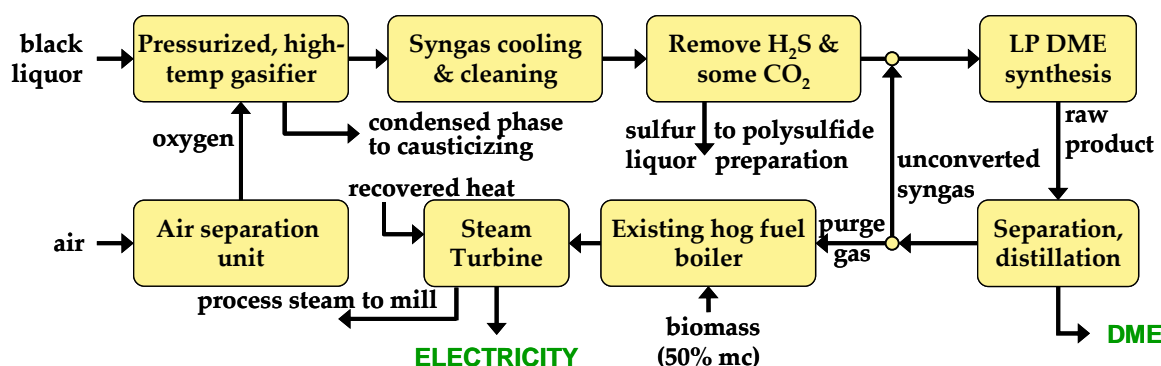 black
liquor
Pressurized, high-
temp gasifier
Syngas cooling
& cleaning
Remove H₂S &
some CO₂
LP DME
synthesis
oxygen
condensed phase
to causticizing
sulfur
liquor
to polysulfide
preparation
unconverted
syngas
raw
product
recovered heat
air
Air separation
unit
Steam
Turbine
Existing hog fuel
boiler
purge
gas
Separation,
distillation
process steam to mill
ELECTRICITY
biomass
(50% mc)
DME